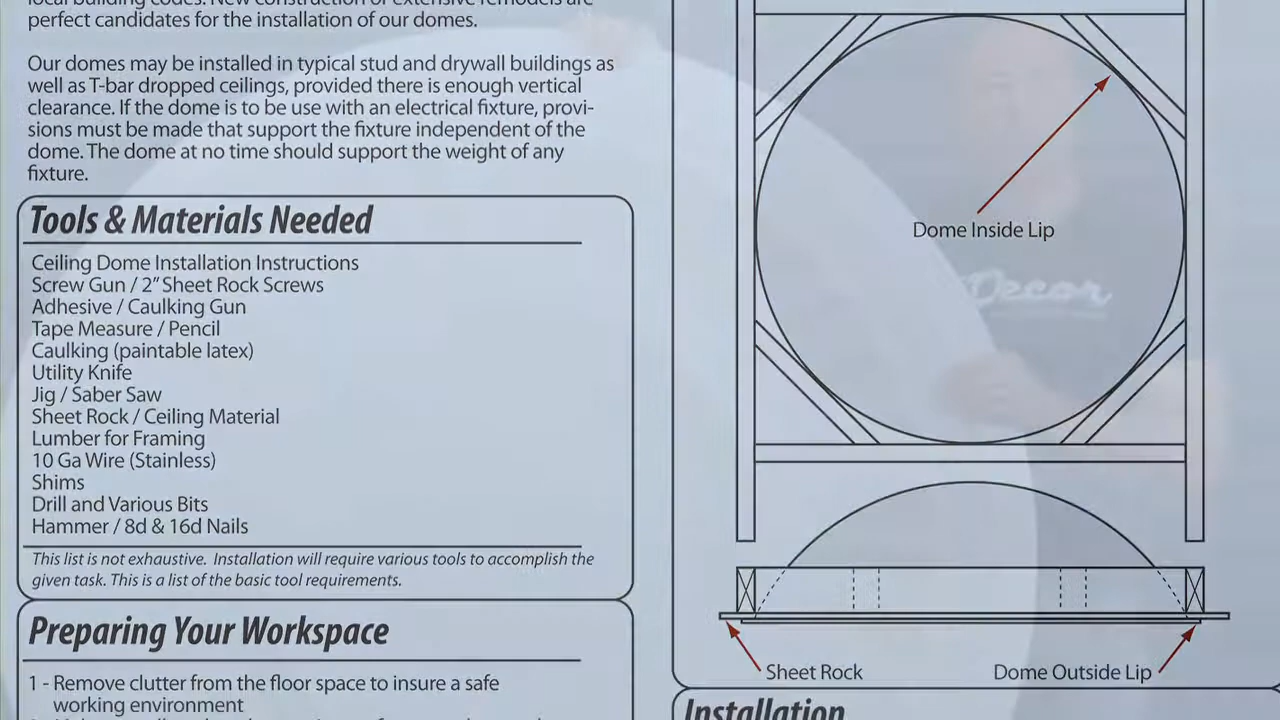 local building codes. New construction or extensive remodels are
perfect candidates for the installation of our domes.
Our domes may be installed in typical stud and drywall buildings as
well as T-bar dropped ceilings, provided there is enough vertical
clearance. If the dome is to be use with an electrical fixture, provi-
sions must be made that support the fixture independent of the
dome. The dome at no time should support the weight of any
fixture.
Tools & Materials Needed
Ceiling Dome Installation Instructions
Screw Gun / 2" Sheet Rock Screws
Adhesive / Caulking Gun
Tape Measure / Pencil
Caulking (paintable latex)
Utility Knife
Jig / Saber Saw
Sheet Rock / Ceiling Material
Lumber for Framing
10 Ga Wire (Stainless)
Shims
Drill and Various Bits
Hammer / 8d & 16d Nails
This list is not exhaustive. Installation will require various tools to accomplish the
given task. This is a list of the basic tool requirements.
Preparing Your Workspace
1 - Remove clutter from the floor space to insure a safe
working environment
Dome Inside Lip
Decor
Sheet Rock
Dome Outside Lip
Installation